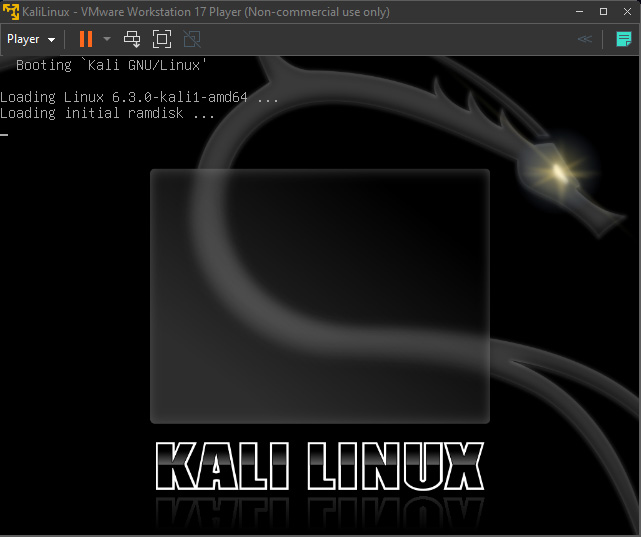 KaliLinux - VMware Workstation 17 Player (Non-commercial use only)
Player
Booting `Kali GNU/Linux'
Loading Linux 6.3.0-kali1-amd64 ...
Loading initial ramdisk ...
KALI LINUX